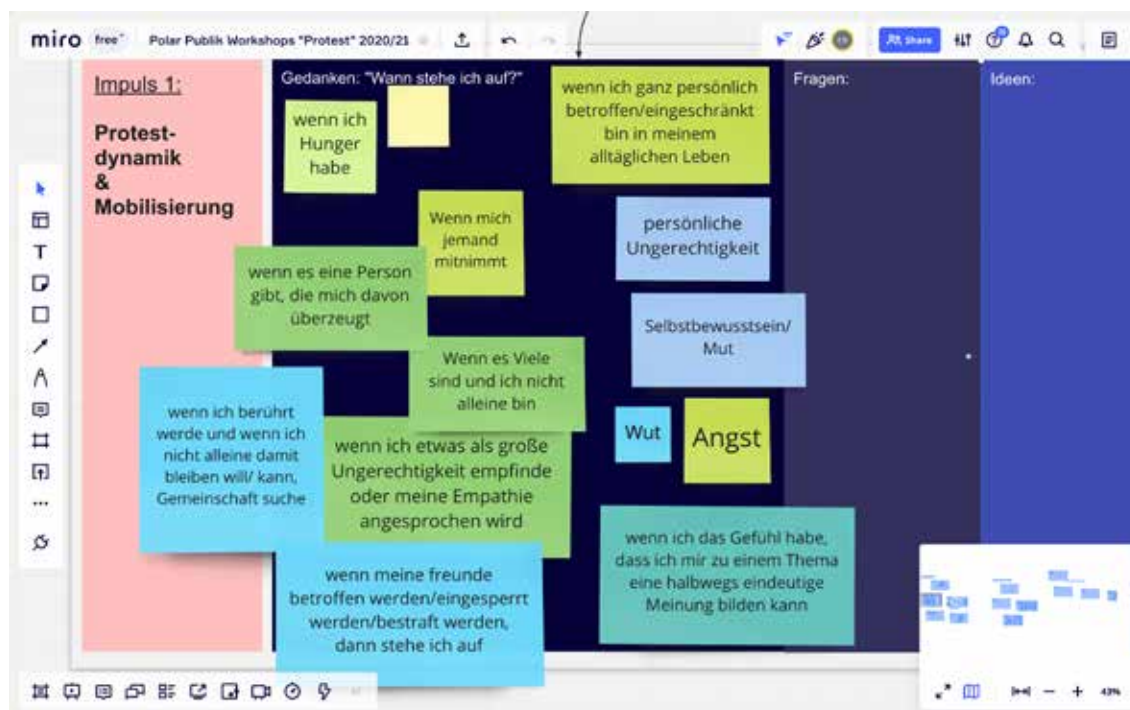 miro free
Polar Publik Workshops "Protest" 2020/21
Share
Impuls 1:
Protest-
dynamik
&
Mobilisierung
Gedanken: "Wann stehe ich auf?"
wenn ich
Hunger
habe
wenn ich ganz persönlich
betroffen/eingeschränkt
bin in meinem
alltäglichen Leben
Wenn mich
jemand
mitnimmt
persönliche
Ungerechtigkeit
wenn es eine Person
gibt, die mich davon
überzeugt
Selbstbewusstsein/
Mut
Wenn es Viele
sind und ich nicht
alleine bin
wenn ich berührt
werde und wenn ich
nicht alleine damit
bleiben will/ kann,
Gemeinschaft suche
wenn ich etwas als große
Ungerechtigkeit empfinde
oder meine Empathie
angesprochen wird
Wut
Angst
wenn ich das Gefühl habe,
dass ich mir zu einem Thema
eine halbwegs eindeutige
Meinung bilden kann
wenn meine freunde
betroffen werden/eingesperrt
werden/bestraft werden,
dann stehe ich auf
Fragen:
Ideen:
43%